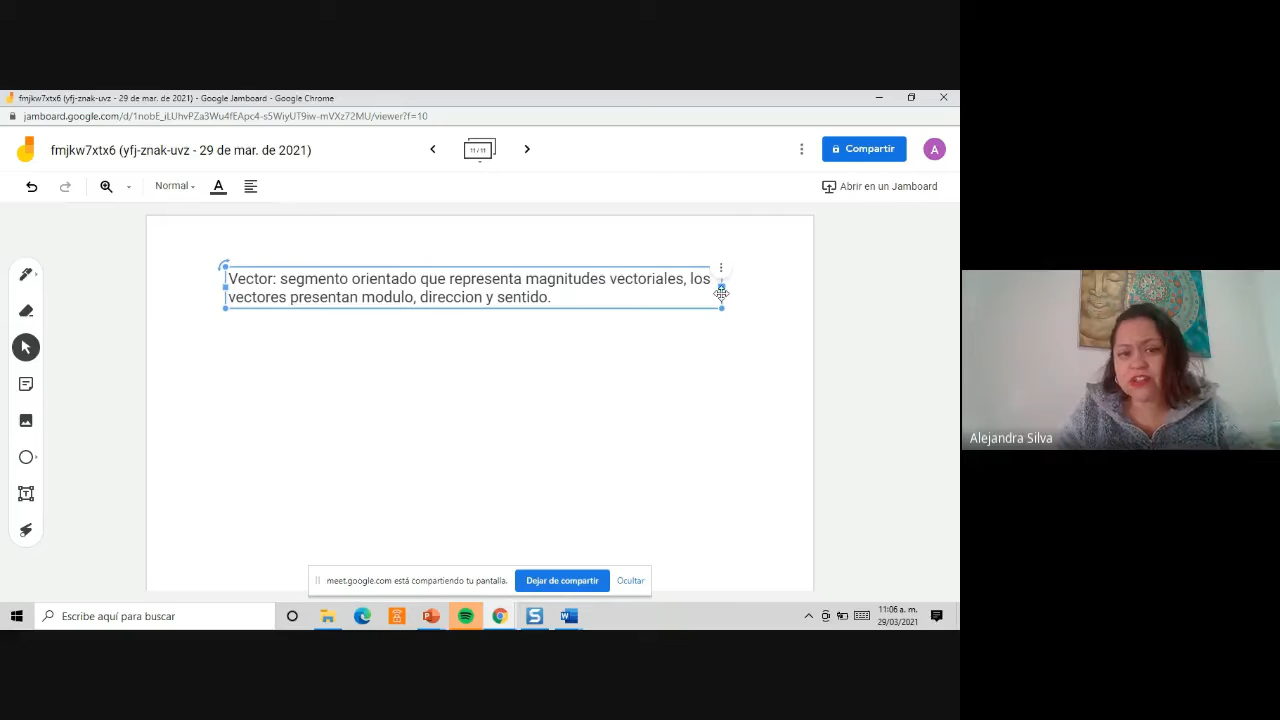 fmjkw7xtx6 (yfj-znak-uvz - 29 de mar. de 2021) - Google Jamboard - Google Chrome
jamboard.google.com/d/1nobE_iLUhvPZa3Wu4fEApc4-s5WiyUT9iw-mVXz72MU/viewer?f=10
fmjkw7xtx6 (yfj-znak-uvz - 29 de mar. de 2021)
11 / 11
Compartir
A
Normal
A
Abrir en un Jamboard
Vector: segmento orientado que representa magnitudes vectoriales, los
vectores presentan modulo, direccion y sentido.
Alejandra Silva
meet.google.com está compartiendo tu pantalla.
Dejar de compartir
Ocultar
Escribe aquí para buscar
11:06 a. m.
29/03/2021